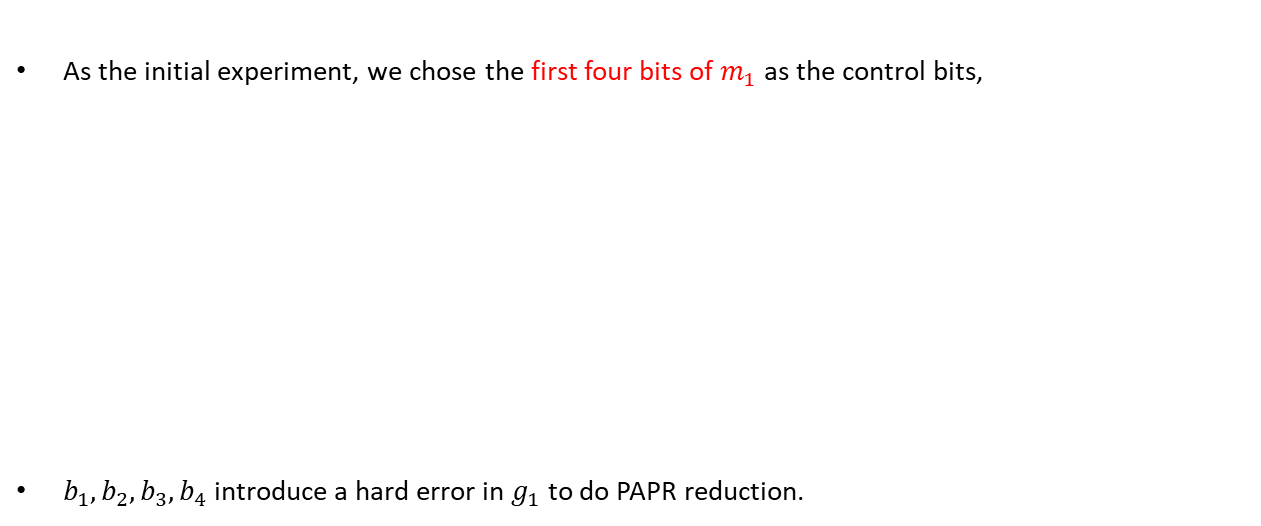 • As the initial experiment, we chose the first four bits of m₁ as the control bits,
• b₁, b₂, b₃, b₄ introduce a hard error in g₁ to do PAPR reduction.